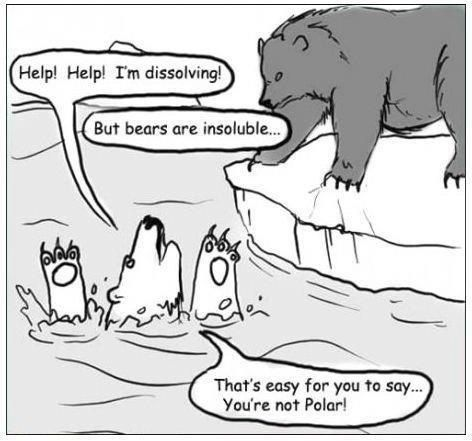 Help! Help! I'm dissolving!
But bears are insoluble...
That's easy for you to say...
You're not Polar!